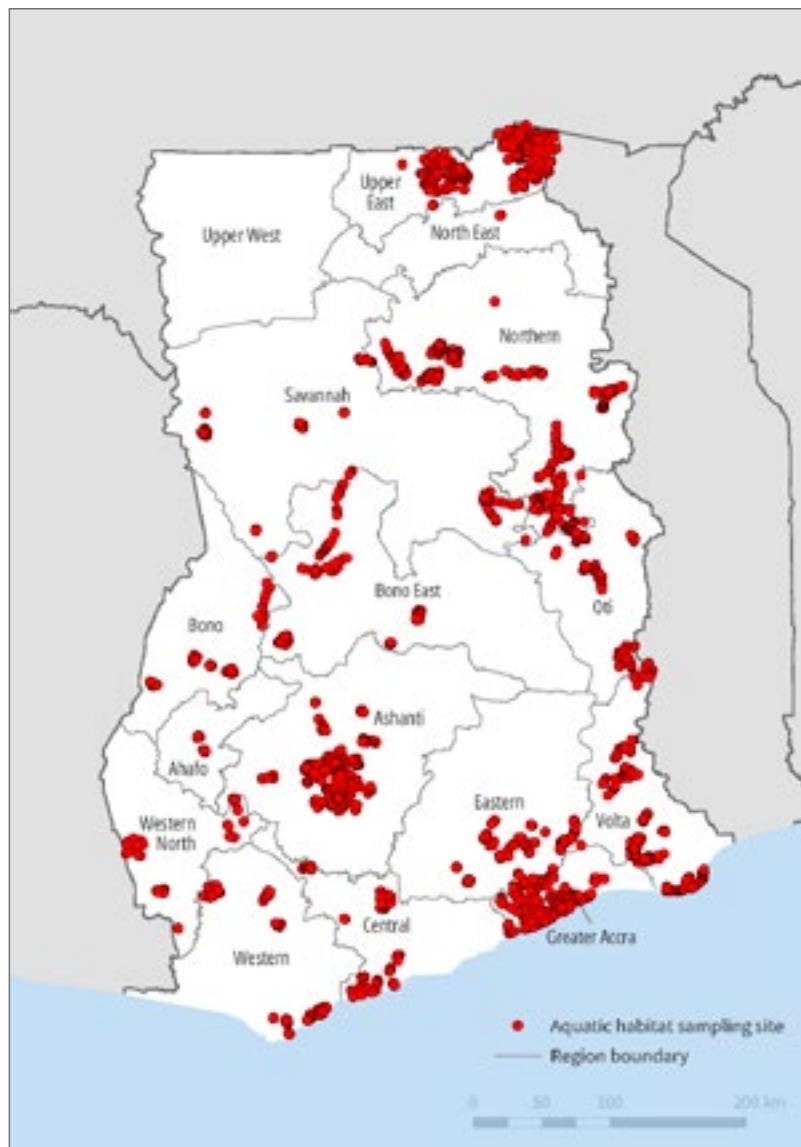 Upper
East
Upper West
North East
Northern
Savannah
Bono East
Oti
Bono
Ashanti
Ahafo
Eastern
Western
North
Volta
Central
Greater Accra
Western
Aquatic habitat sampling site
Region boundary
0 50 100 200 km